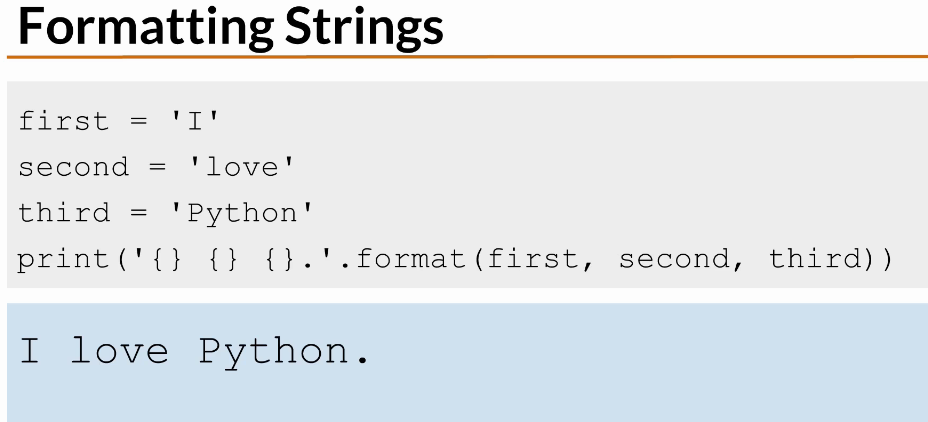 Formatting Strings
first = 'I'
second = 'love'
third = 'Python'
print('{} {} {}.'.format(first, second, third))
I love Python.